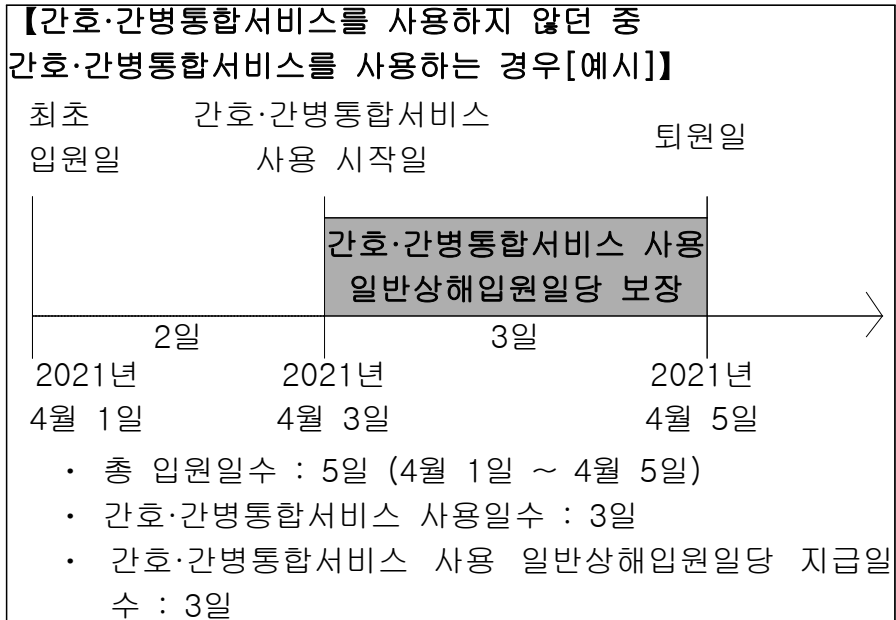 【간호·간병통합서비스를 사용하지 않던 중
간호·간병통합서비스를 사용하는 경우[예시]】
최초
입원일
간호·간병통합서비스
사용 시작일
퇴원일
간호·간병통합서비스 사용
일반상해입원일당 보장
2일
3일
2021년
4월 1일
2021년
4월 3일
2021년
4월 5일
· 총 입원일수 : 5일 (4월 1일 ~ 4월 5일)
· 간호·간병통합서비스 사용일수 : 3일
· 간호·간병통합서비스 사용 일반상해입원일당 지급일
수 : 3일